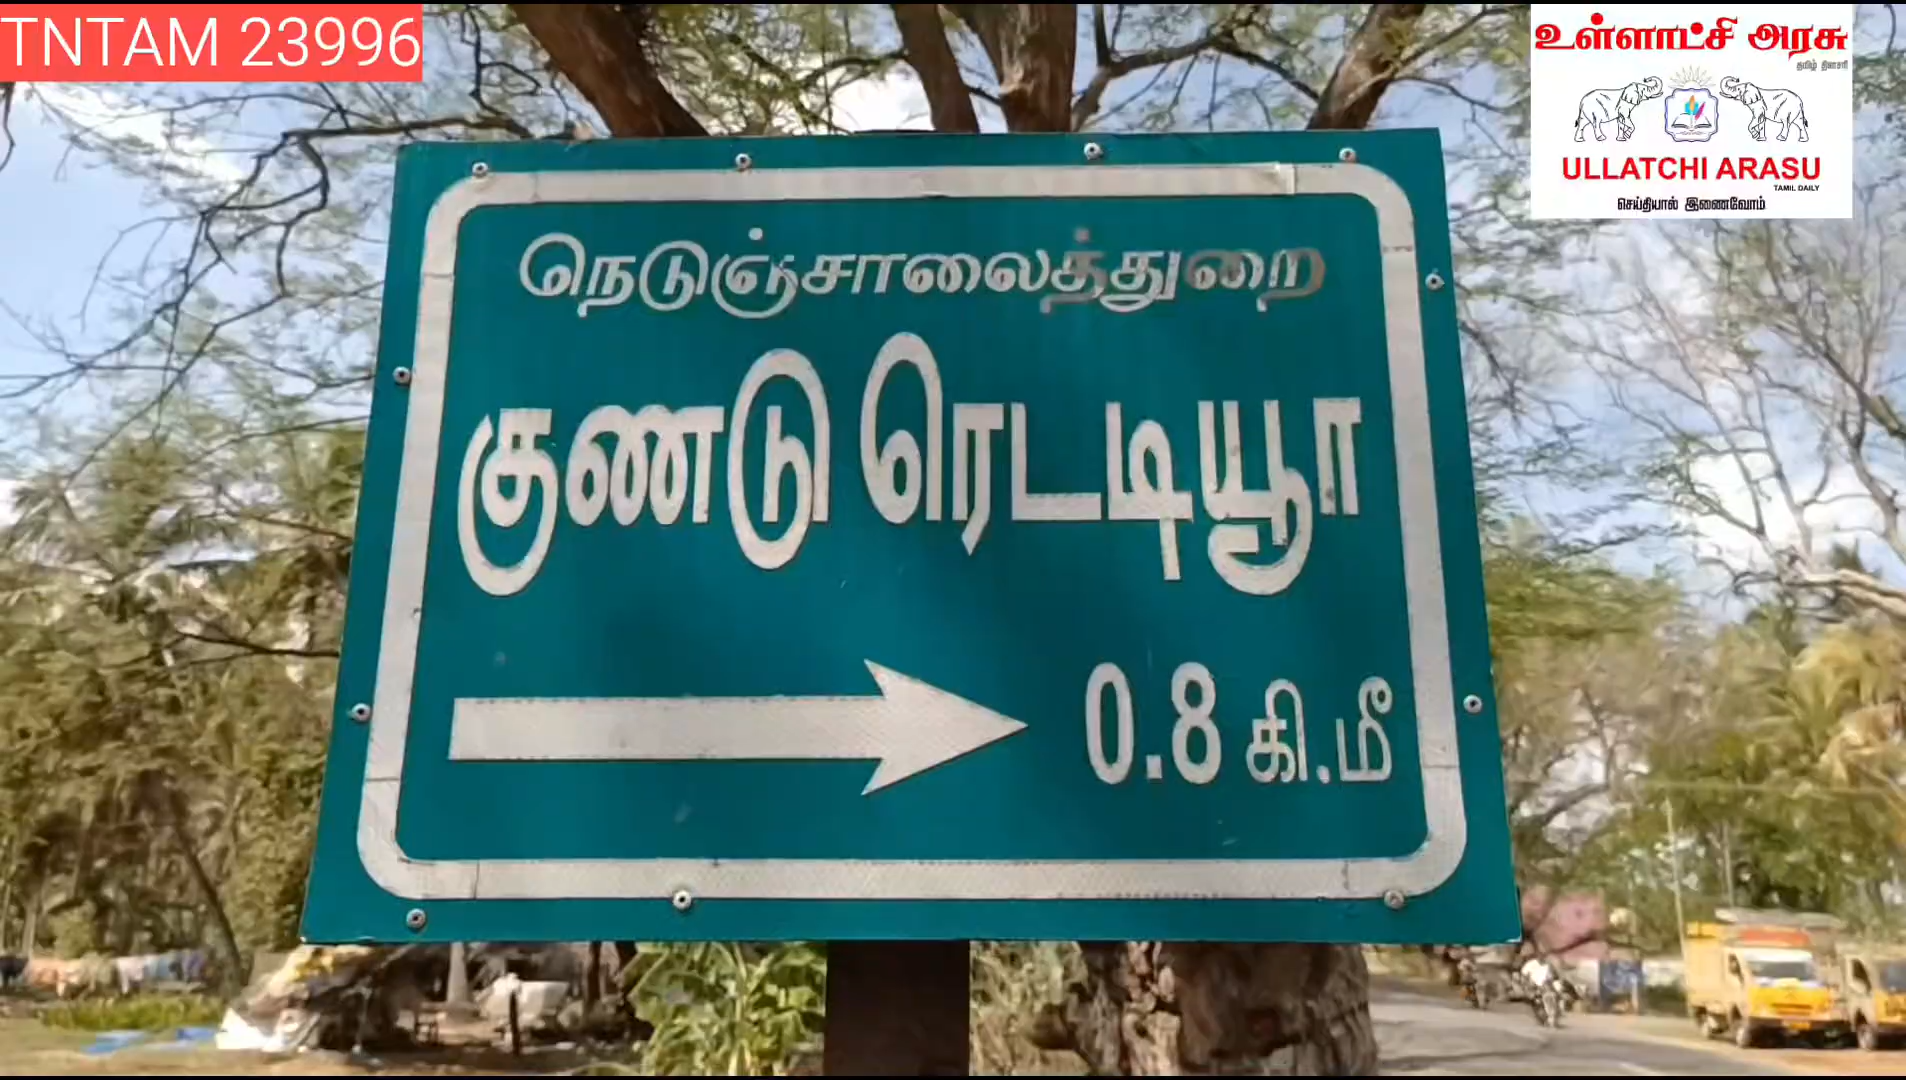 TNTAM 23996
உள்ளாட்சி அரசு
தமிழ் தினசரி
ULLATCHI ARASU
TAMIL DAILY
செய்தியால் இணைவோம்
நெடுஞ்சாலைத்துறை
குணடு ரெடடியூா
0.8 கி.மீ